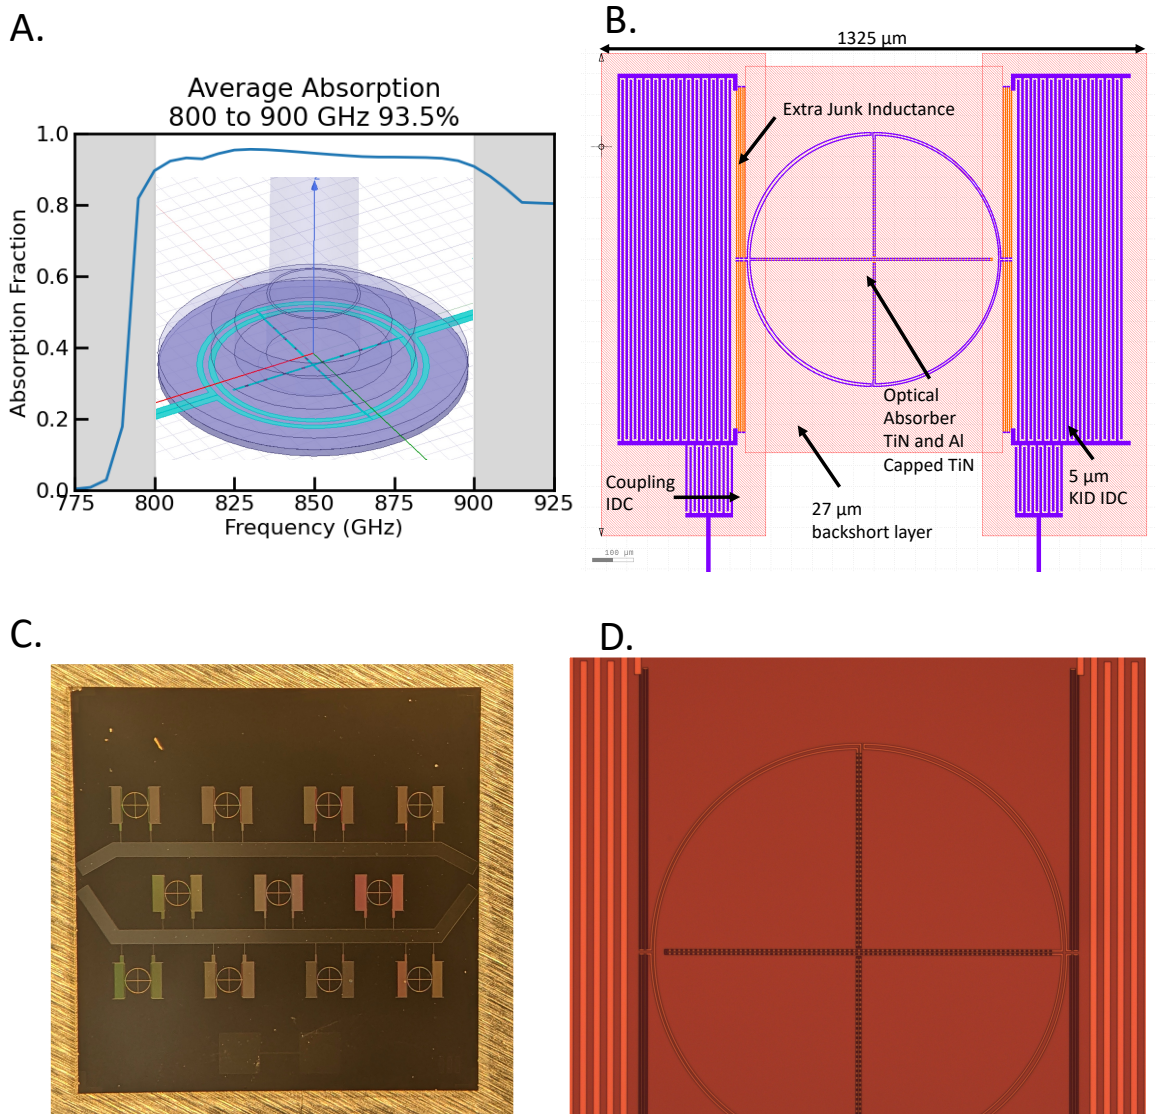 A.
Average Absorption
800 to 900 GHz 93.5%
Absorption Fraction
1.0
0.8
0.6
0.4
0.2
0.0
775 800 825 850 875 900 925
Frequency (GHz)
B.
1325 µm
Extra Junk Inductance
Optical
Absorber
TiN and Al
Capped TiN
Coupling
IDC
27 µm
backshort layer
5 µm
KID IDC
100 µm
C.
D.